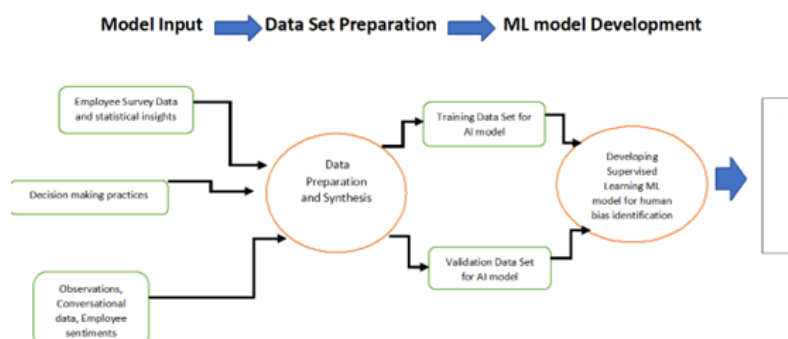 Model Input Data Set Preparation ML model Development
Employee Survey Data
and statistical insights
Decision making practices
Observations,
Conversational
data, Employee
sentiments
Data
Preparation
and Synthesis
Training Data Set for
AI model
Validation Data Set
for AI model
Developing
Supervised
Learning ML
model for human
bias identification